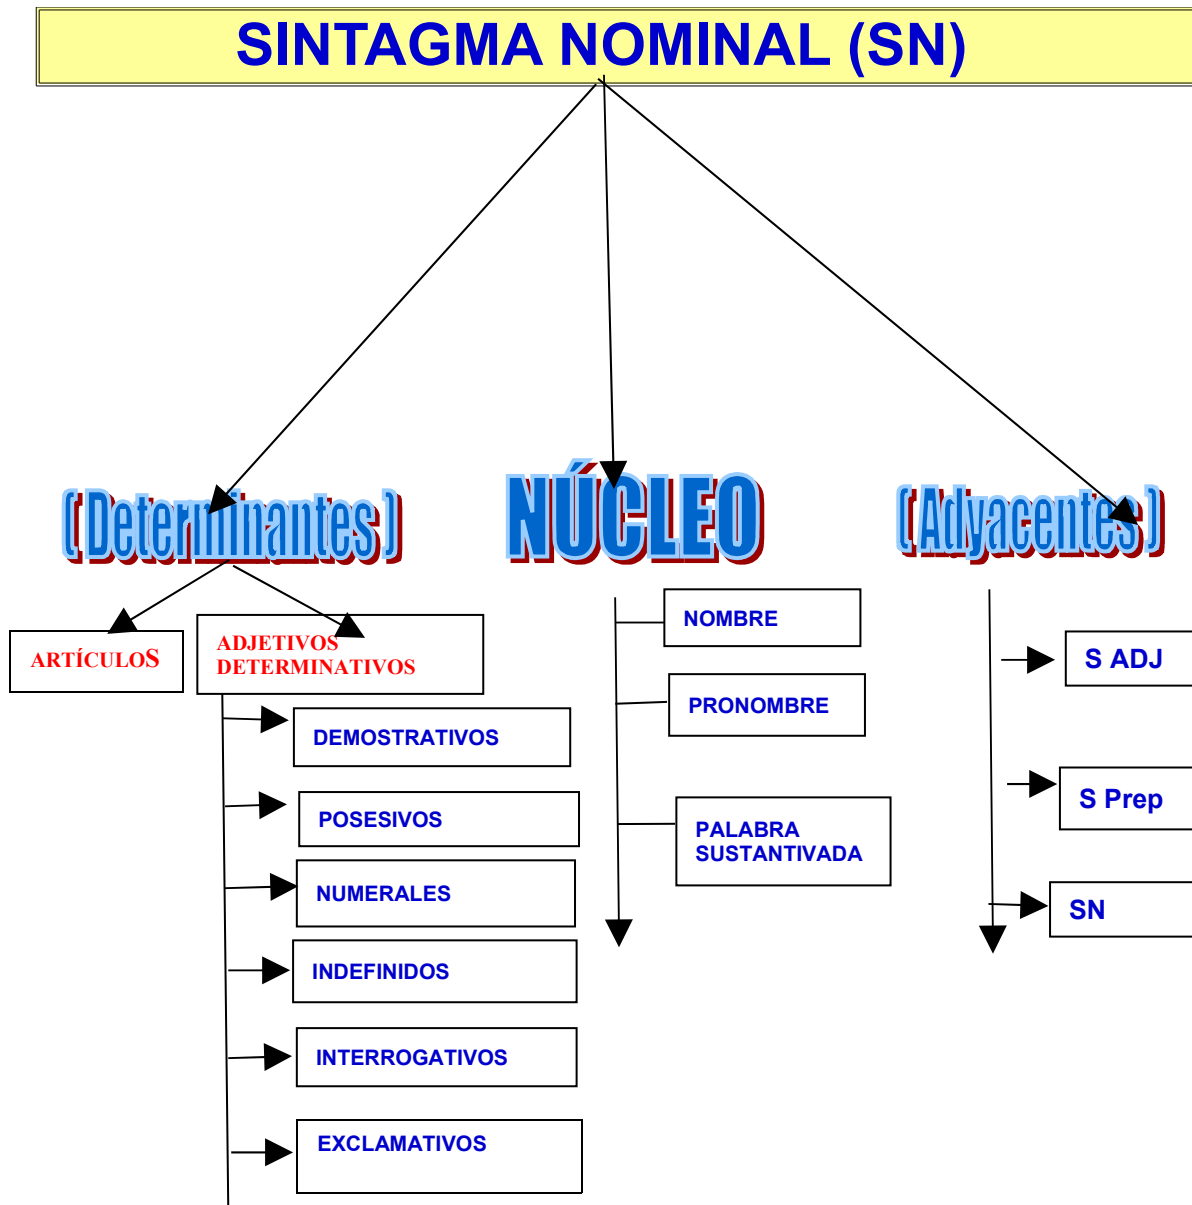 SINTAGMA NOMINAL (SN)
( Determinantes )
NÚCLEO
( Adyacentes )
ARTÍCULOS
ADJETIVOS
DETERMINATIVOS
DEMOSTRATIVOS
POSESIVOS
NUMERALES
INDEFINIDOS
INTERROGATIVOS
EXCLAMATIVOS
NOMBRE
PRONOMBRE
PALABRA
SUSTANTIVADA
S ADJ
S Prep
SN